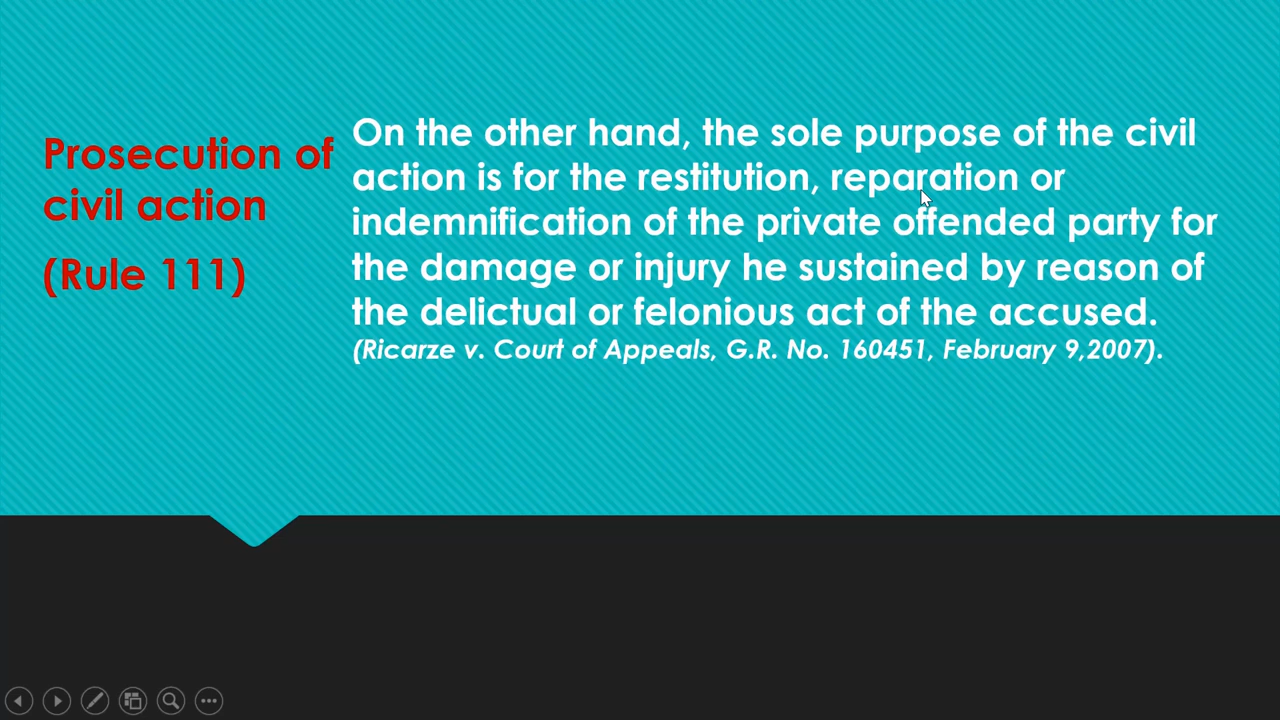 Prosecution of
civil action
(Rule 111)
On the other hand, the sole purpose of the civil
action is for the restitution, reparation or
indemnification of the private offended party for
the damage or injury he sustained by reason of
the delictual or felonious act of the accused.
(Ricarze v. Court of Appeals, G.R. No. 160451, February 9,2007).